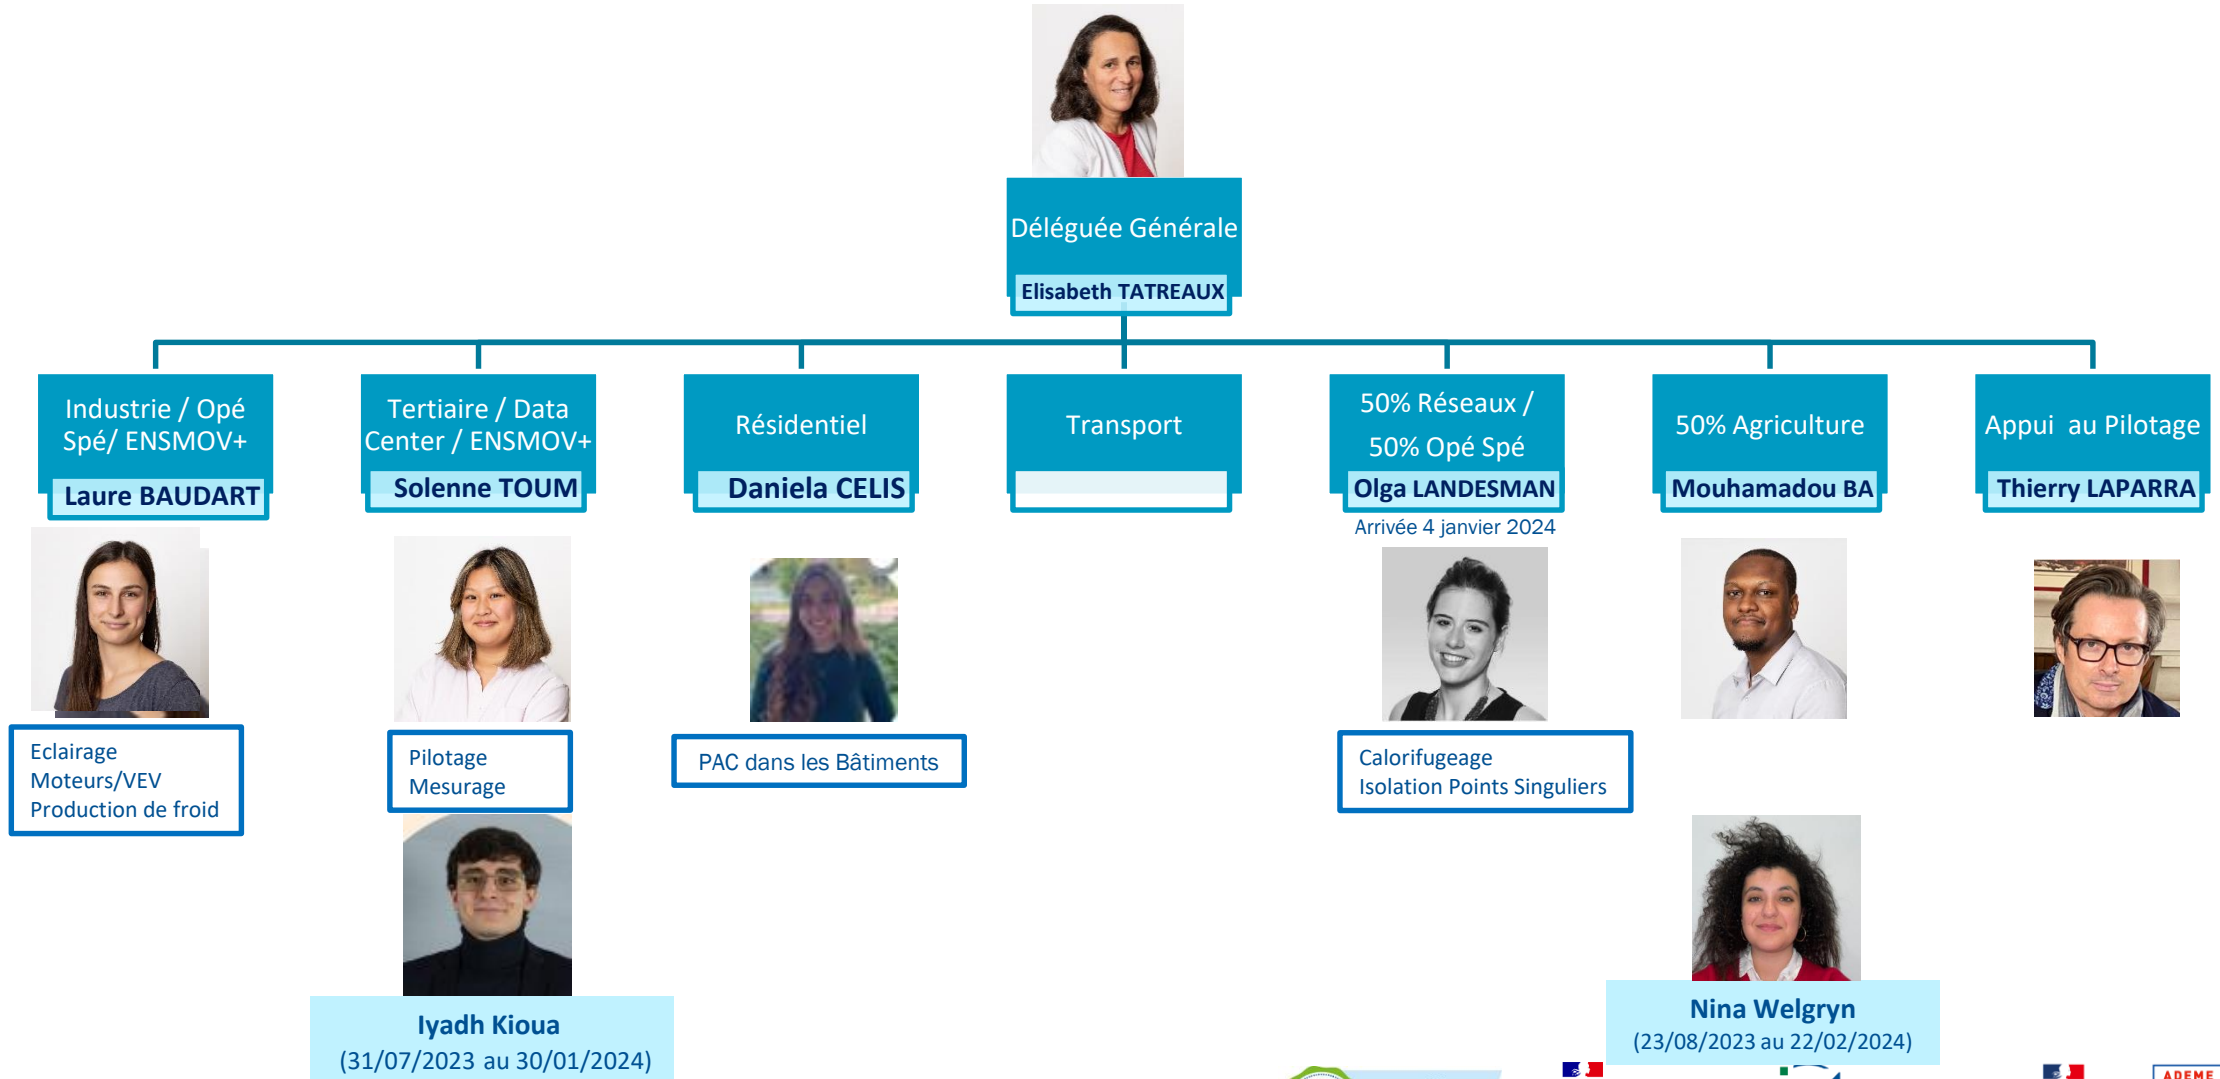 Déléguée Générale
Elisabeth TATREAUX
Industrie / Opé
Spé/ ENSMOV+
Laure BAUDART
Tertiaire / Data
Center / ENSMOV+
Solenne TOUM
Résidentiel
Daniela CELIS
Transport
50% Réseaux /
50% Opé Spé
Olga LANDESMAN
Arrivée 4 janvier 2024
50% Agriculture
Mouhamadou BA
Appui au Pilotage
Thierry LAPARRA
Eclairage
Moteurs/VEV
Production de froid
Pilotage
Mesurage
PAC dans les Bâtiments
Calorifugeage
Isolation Points Singuliers
Iyadh Kioua
(31/07/2023 au 30/01/2024)
Nina Welgryn
(23/08/2023 au 22/02/2024)
ADEME